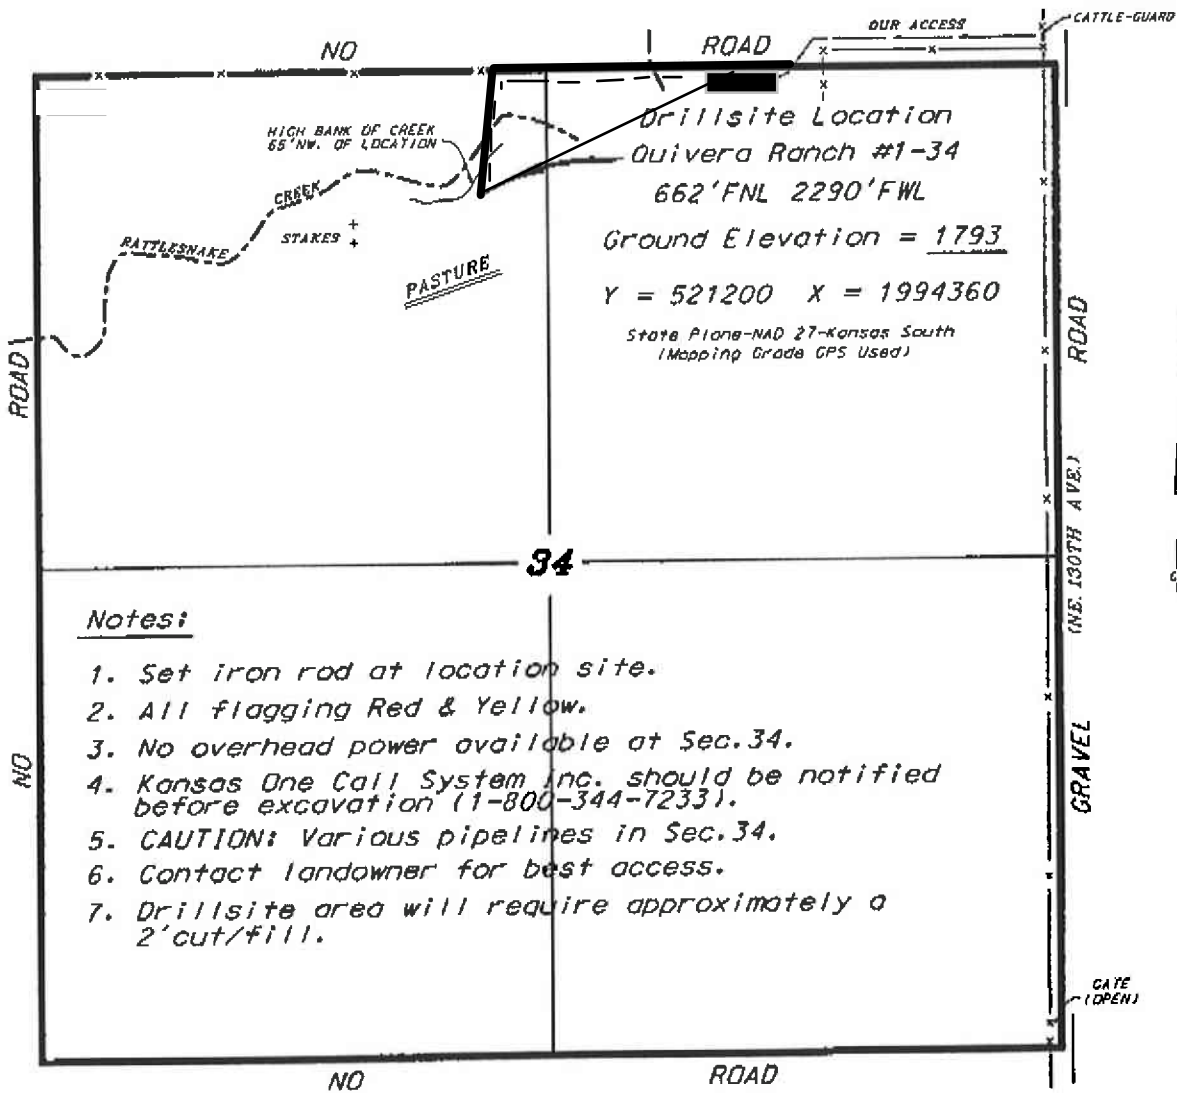 CATTLE-GUARD
OUR ACCESS
NO ROAD
Drillsite Location
HIGH BANK OF CREEK
65'NW. OF LOCATION
Quivera Ranch #1-34
662'FNL 2290'FWL
CREEK
STAKES
RATTLESNAKE
Ground Elevation = 1793
PASTURE
Y = 521200 X = 1994360
State Plane-NAD 27-Kansas South
(Mapping Grade GPS Used)
ROAD
ROAD
(NE. 130TH AVE.)
34
Notes:
1. Set iron rod at location site.
2. All flagging Red & Yellow.
3. No overhead power available at Sec.34.
4. Kansas One Call System Inc. should be notified
before excavation (1-800-344-7233).
5. CAUTION: Various pipelines in Sec.34.
6. Contact landowner for best access.
7. Drillsite area will require approximately a
2'cut/fill.
NO
GRAVEL
GATE
(OPEN)
NO ROAD